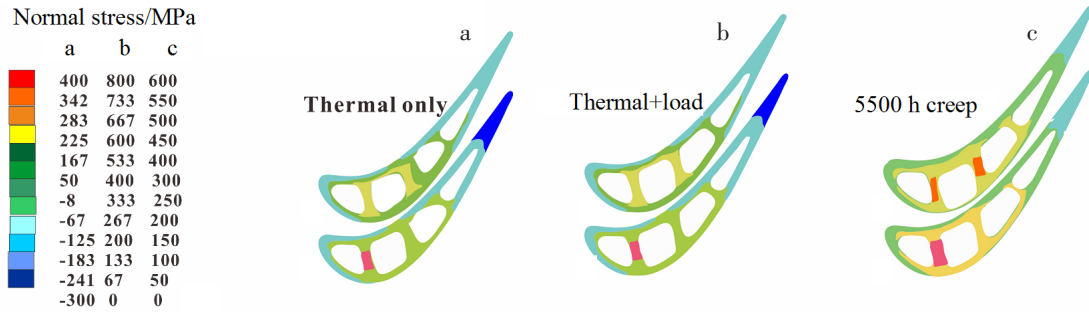 Normal stress/MPa
a b c
400 800 600
342 733 550
283 667 500
225 600 450
167 533 400
50 400 300
-8 333 250
-67 267 200
-125 200 150
-183 133 100
-241 67 50
-300 0 0
a
Thermal only
b
Thermal+load
c
5500 h creep